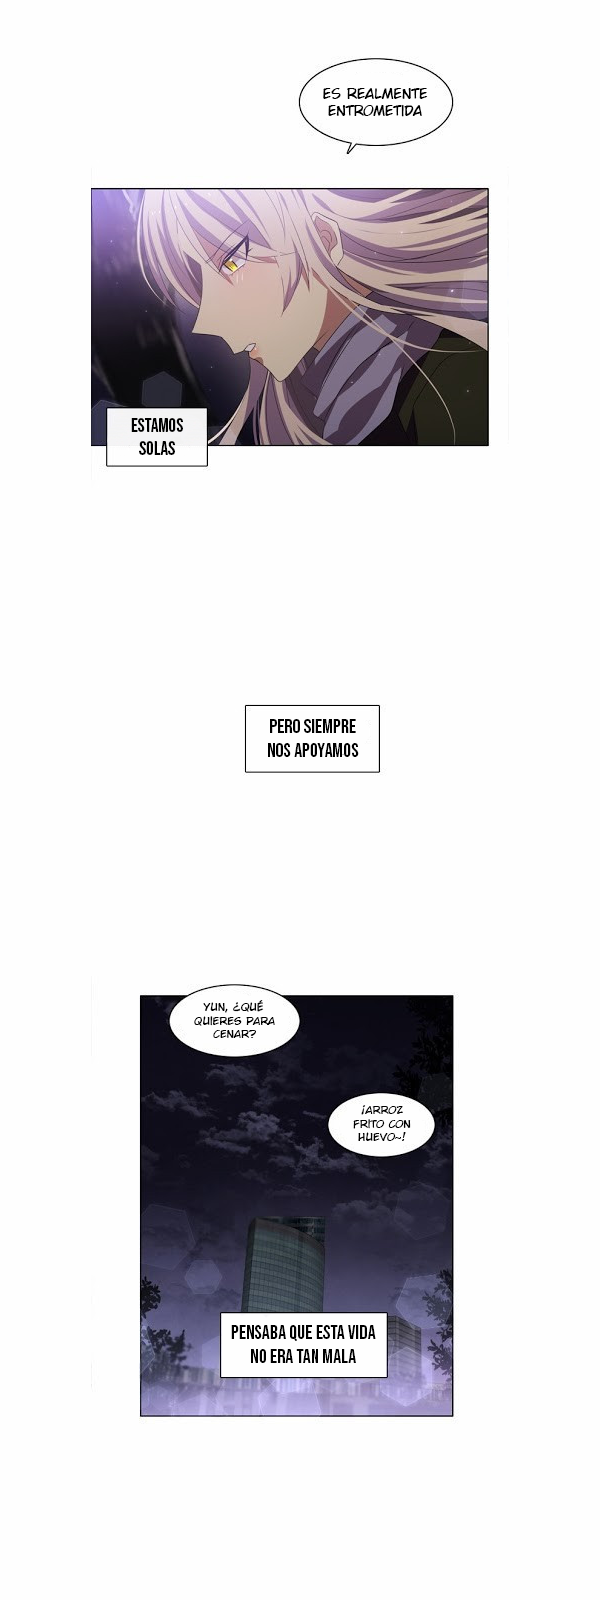 ES REALMENTE
ENTROMETIDA
ESTAMOS
SOLAS
PERO SIEMPRE
NOS APOYAMOS
YUN, ¿QUÉ
QUIERES PARA
CENAR?
¡ARROZ
FRITO CON
HUEVO~!
PENSABA QUE ESTA VIDA
NO ERA TAN MALA